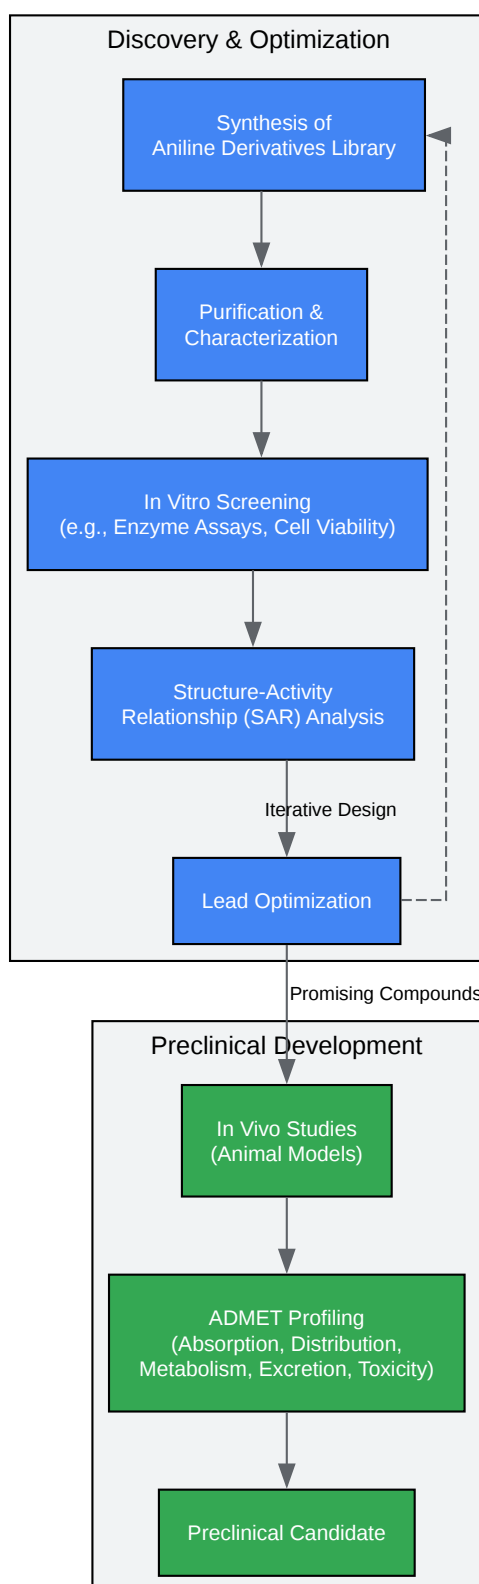 Discovery & Optimization
Synthesis of
Aniline Derivatives Library
Purification &
Characterization
In Vitro Screening
(e.g., Enzyme Assays, Cell Viability)
Structure-Activity
Relationship (SAR) Analysis
Iterative Design
Lead Optimization
Promising Compounds
Preclinical Development
In Vivo Studies
(Animal Models)
ADMET Profiling
(Absorption, Distribution,
Metabolism, Excretion, Toxicity)
Preclinical Candidate